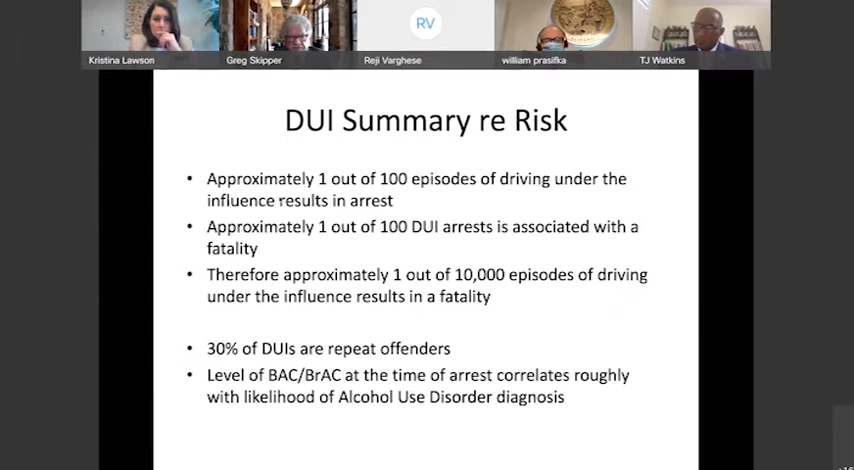 RV
Kristina Lawson
Greg Skipper
Reji Varghese
william prasifka
TJ Watkins
DUI Summary re Risk
• Approximately 1 out of 100 episodes of driving under the
influence results in arrest
• Approximately 1 out of 100 DUI arrests is associated with a
fatality
• Therefore approximately 1 out of 10,000 episodes of driving
under the influence results in a fatality
• 30% of DUIs are repeat offenders
• Level of BAC/BrAC at the time of arrest correlates roughly
with likelihood of Alcohol Use Disorder diagnosis